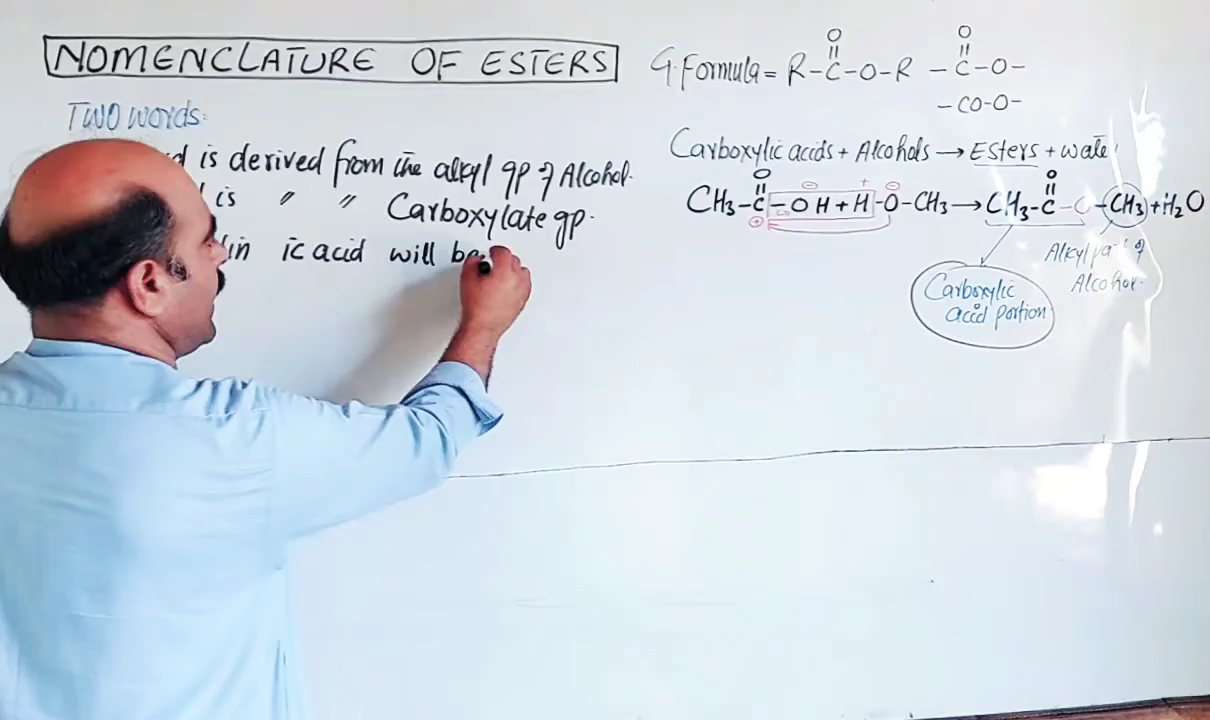 NOMENCLATURE OF ESTERS
TWO words:
is derived from the alkyl gp of Alcohol.
is " " Carboxylate gp.
in ic acid will be
G.Formula = R-C-O-R -C-O-
O O
|| ||
-CO-O-
Carboxylic acids + Alcohols → Esters + wate
O O
|| ||
CH3-C-OH + H-O-CH3 → CH3-C-O-CH3 + H2O
⊖ + ⊖
⊕
Carboxylic
acid portion
Alkyl part of
Alcohol.